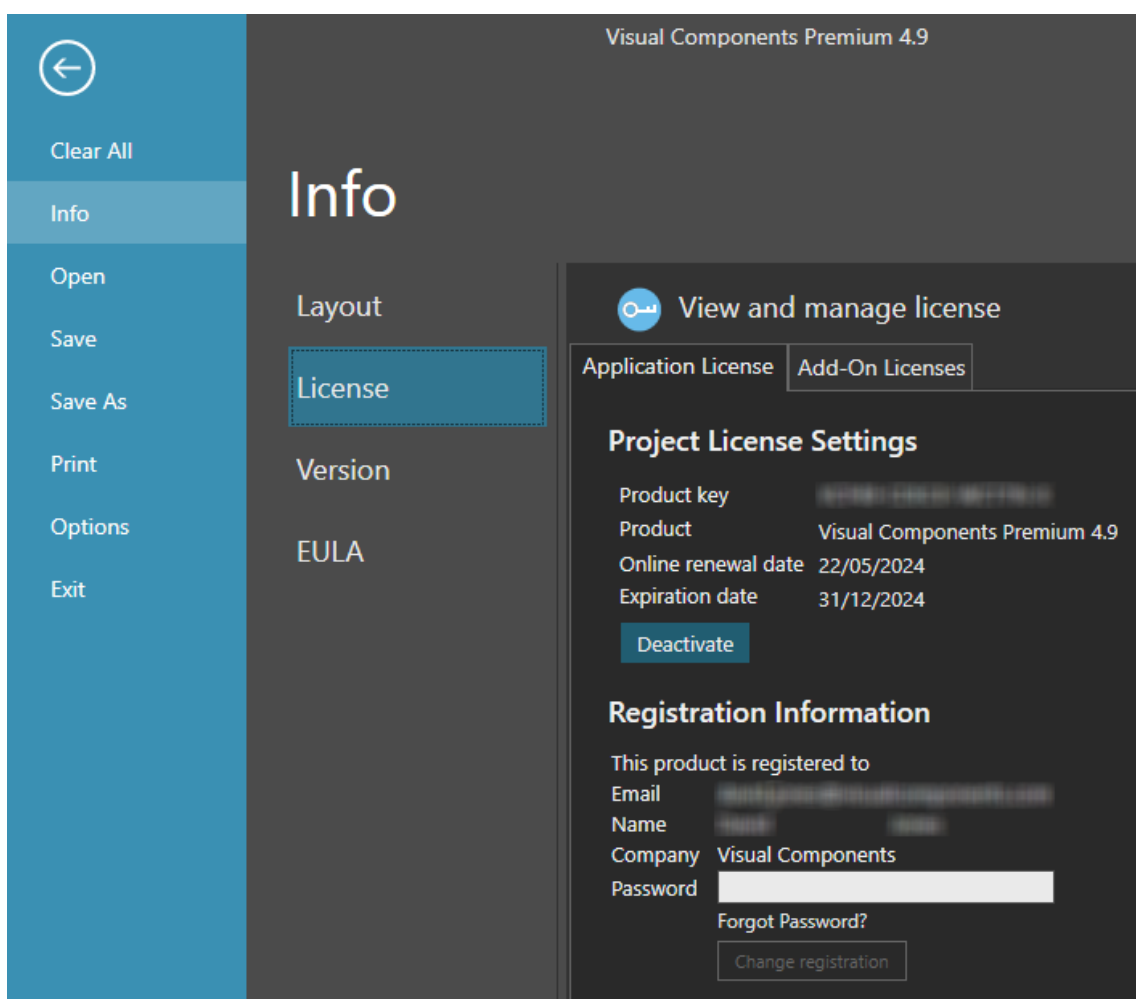 Visual Components Premium 4.9
Clear All
Info
Open
Save
Save As
Print
Options
Exit
Info
Layout
License
Version
EULA
View and manage license
Application License Add-On Licenses
Project License Settings
Product key
Product Visual Components Premium 4.9
Online renewal date 22/05/2024
Expiration date 31/12/2024
Deactivate
Registration Information
This product is registered to
Email
Name
Company Visual Components
Password
Forgot Password?
Change registration